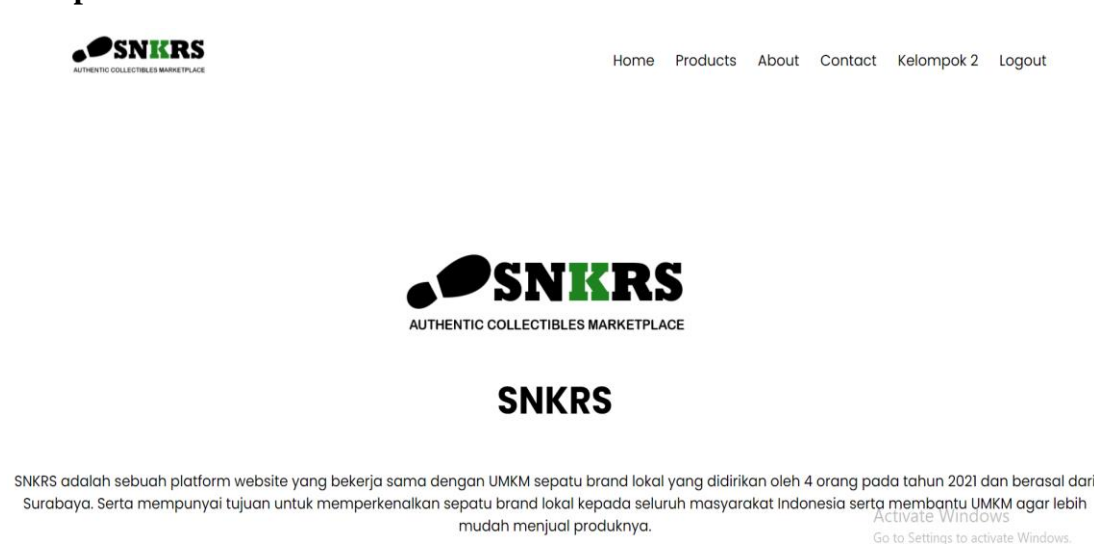 SNKRS
AUTHENTIC COLLECTIBLES MARKETPLACE
Home Products About Contact Kelompok 2 Logout
SNKRS
AUTHENTIC COLLECTIBLES MARKETPLACE
SNKRS
SNKRS adalah sebuah platform website yang bekerja sama dengan UMKM sepatu brand lokal yang didirikan oleh 4 orang pada tahun 2021 dan berasal dari
Surabaya. Serta mempunyai tujuan untuk memperkenalkan sepatu brand lokal kepada seluruh masyarakat Indonesia serta membantu UMKM agar lebih
mudah menjual produknya.
Activate Windows
Go to Settings to activate Windows.